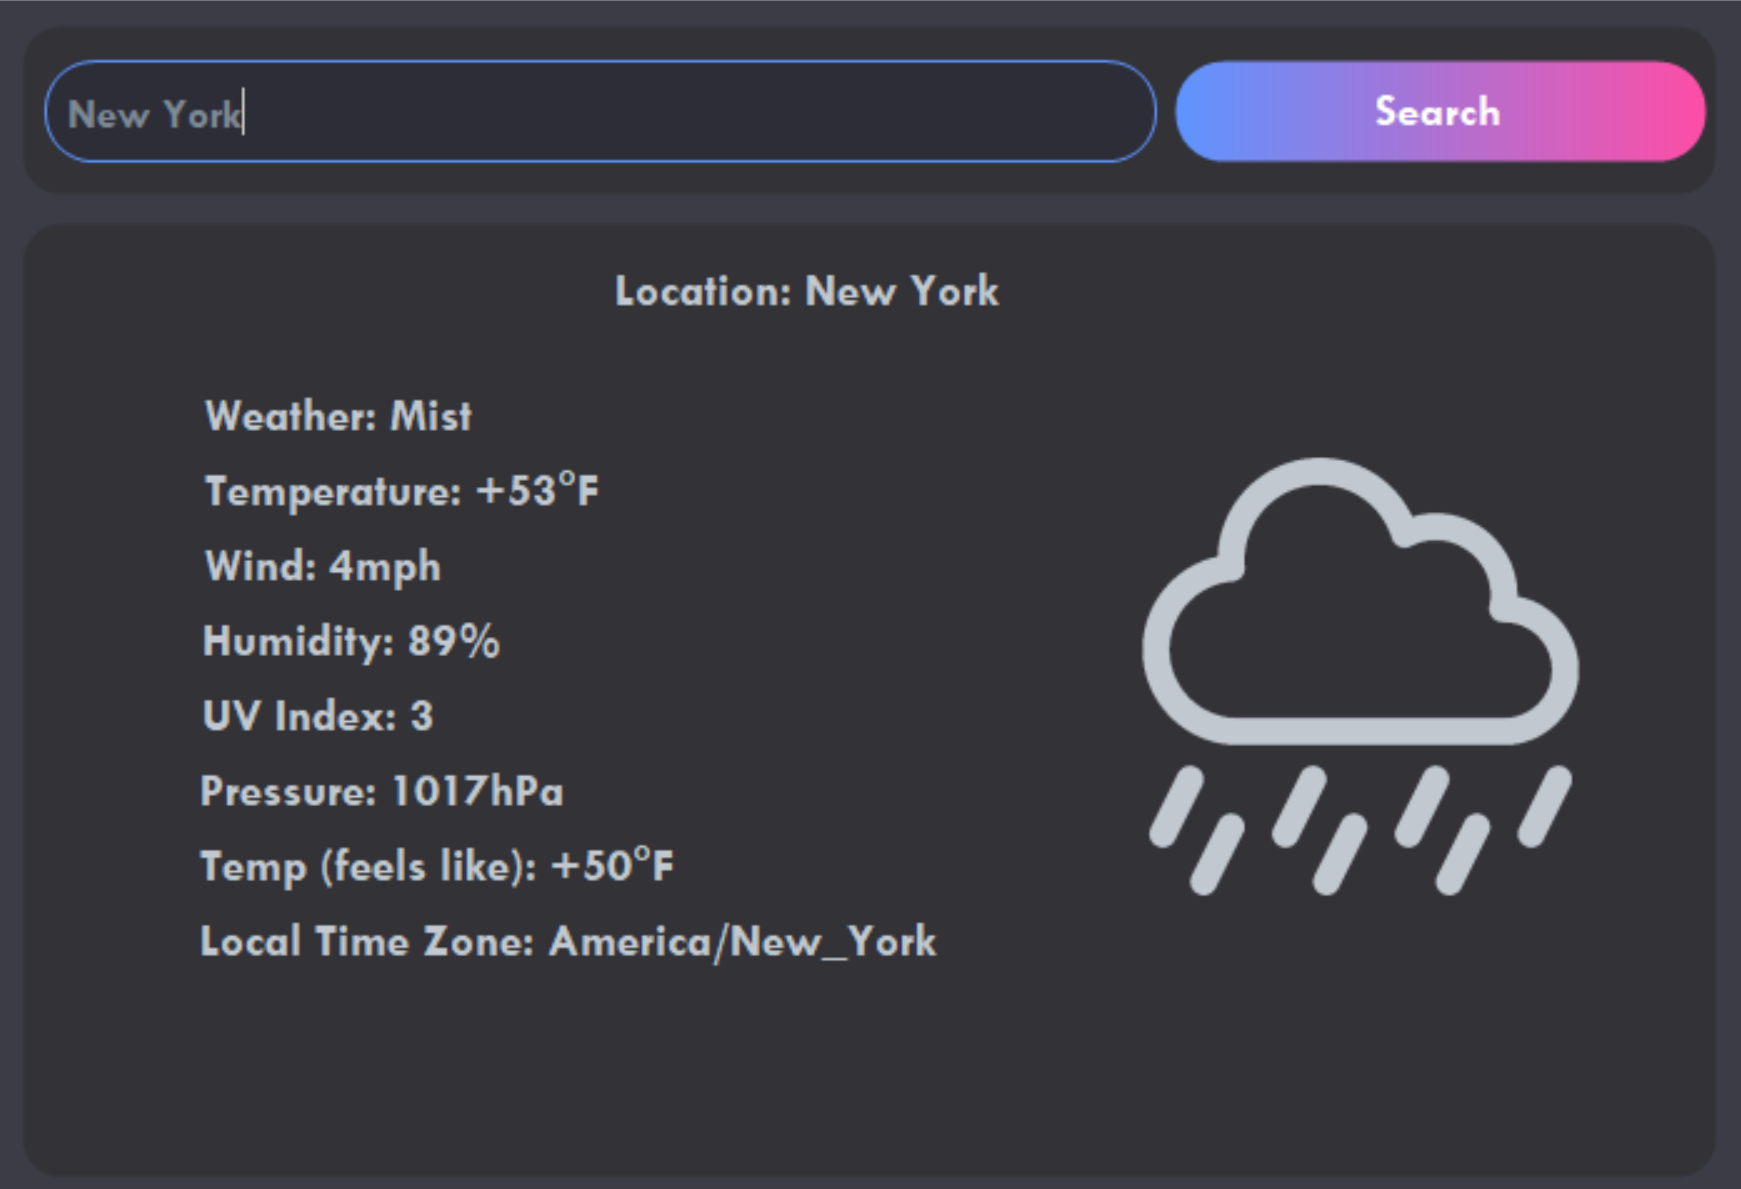 New York
Search
Location: New York
Weather: Mist
Temperature: +53°F
Wind: 4mph
Humidity: 89%
UV Index: 3
Pressure: 1017hPa
Temp (feels like): +50°F
Local Time Zone: America/New_York